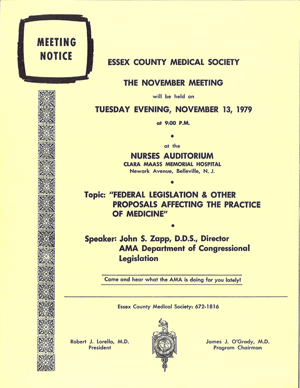 MEETING
NOTICE
ESSEX COUNTY MEDICAL SOCIETY
THE NOVEMBER MEETING
will be held on
TUESDAY EVENING, NOVEMBER 13, 1979
at 9:00 P.M.
at the
NURSES AUDITORIUM
CLARA MAASS MEMORIAL HOSPITAL
Newark Avenue, Belleville, N. J.
Topic: "FEDERAL LEGISLATION & OTHER
PROPOSALS AFFECTING THE PRACTICE
OF MEDICINE"
Speaker: John S. Zapp, D.D.S., Director
AMA Department of Congressional
Legislation
Come and hear what the AMA is doing for you lately!
Essex County Medical Society: 672-1816
Robert J. Lorello, M.D.
President
James J. O'Grady, M.D.
Program Chairman